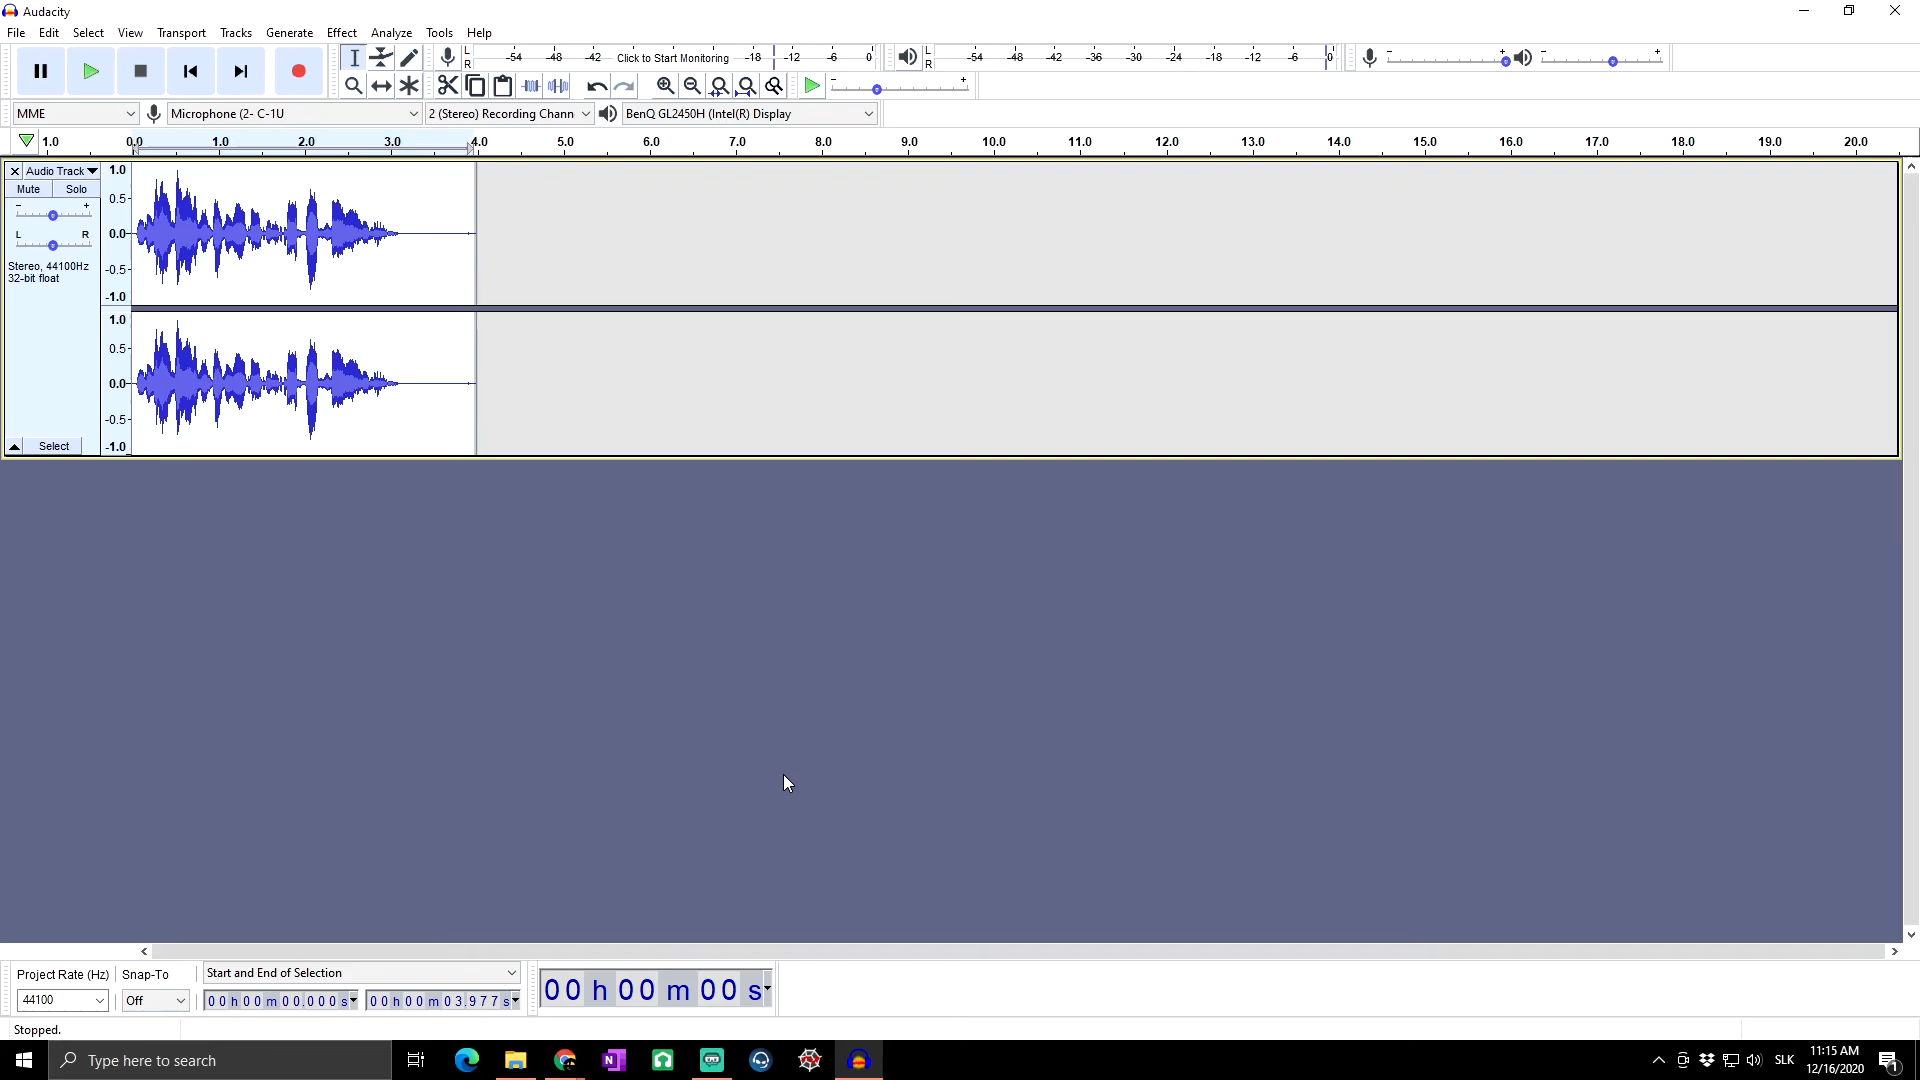 Audacity
File Edit Select View Transport Tracks Generate Effect Analyze Tools Help
L R -54 -48 -42 Click to Start Monitoring -18 -12 -6 0 L R -54 -48 -42 -36 -30 -24 -18 -12 -6 0
MME Microphone (2- C-1U 2 (Stereo) Recording Chann BenQ GL2450H (Intel(R) Display
1.0 0.0 1.0 2.0 3.0 4.0 5.0 6.0 7.0 8.0 9.0 10.0 11.0 12.0 13.0 14.0 15.0 16.0 17.0 18.0 19.0 20.0
Audio Track 1.0
Mute Solo
- + 0.5
L R 0.0
Stereo, 44100Hz -0.5
32-bit float
-1.0
1.0
0.5
0.0
-0.5
Select -1.0
Project Rate (Hz) Snap-To Start and End of Selection
44100 Off 00 h 00 m 00.000 s 00 h 00 m 03.977 s 00 h 00 m 00 s
Stopped.
Type here to search SLK 11:15 AM
12/16/2020 1